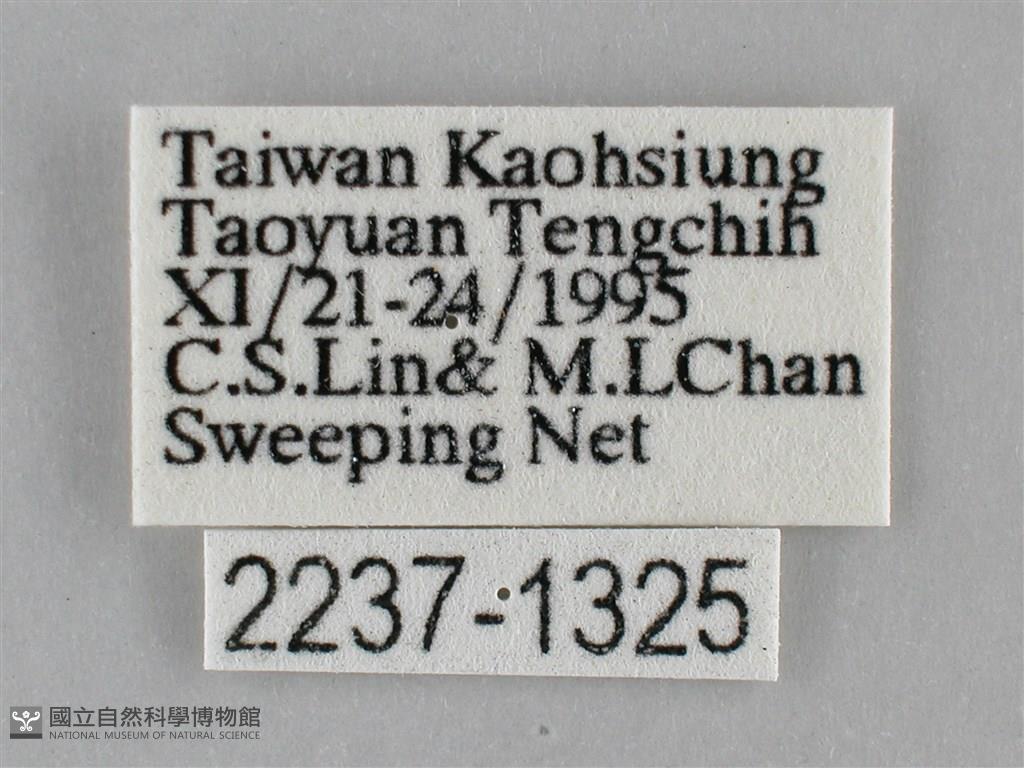 Taiwan Kaohsiung
Taoyuan Tengchih
XI/21-24/1995
C.S.Lin& M.LChan
Sweeping Net
2237-1325
國立自然科學博物館
NATIONAL MUSEUM OF NATURAL SCIENCE